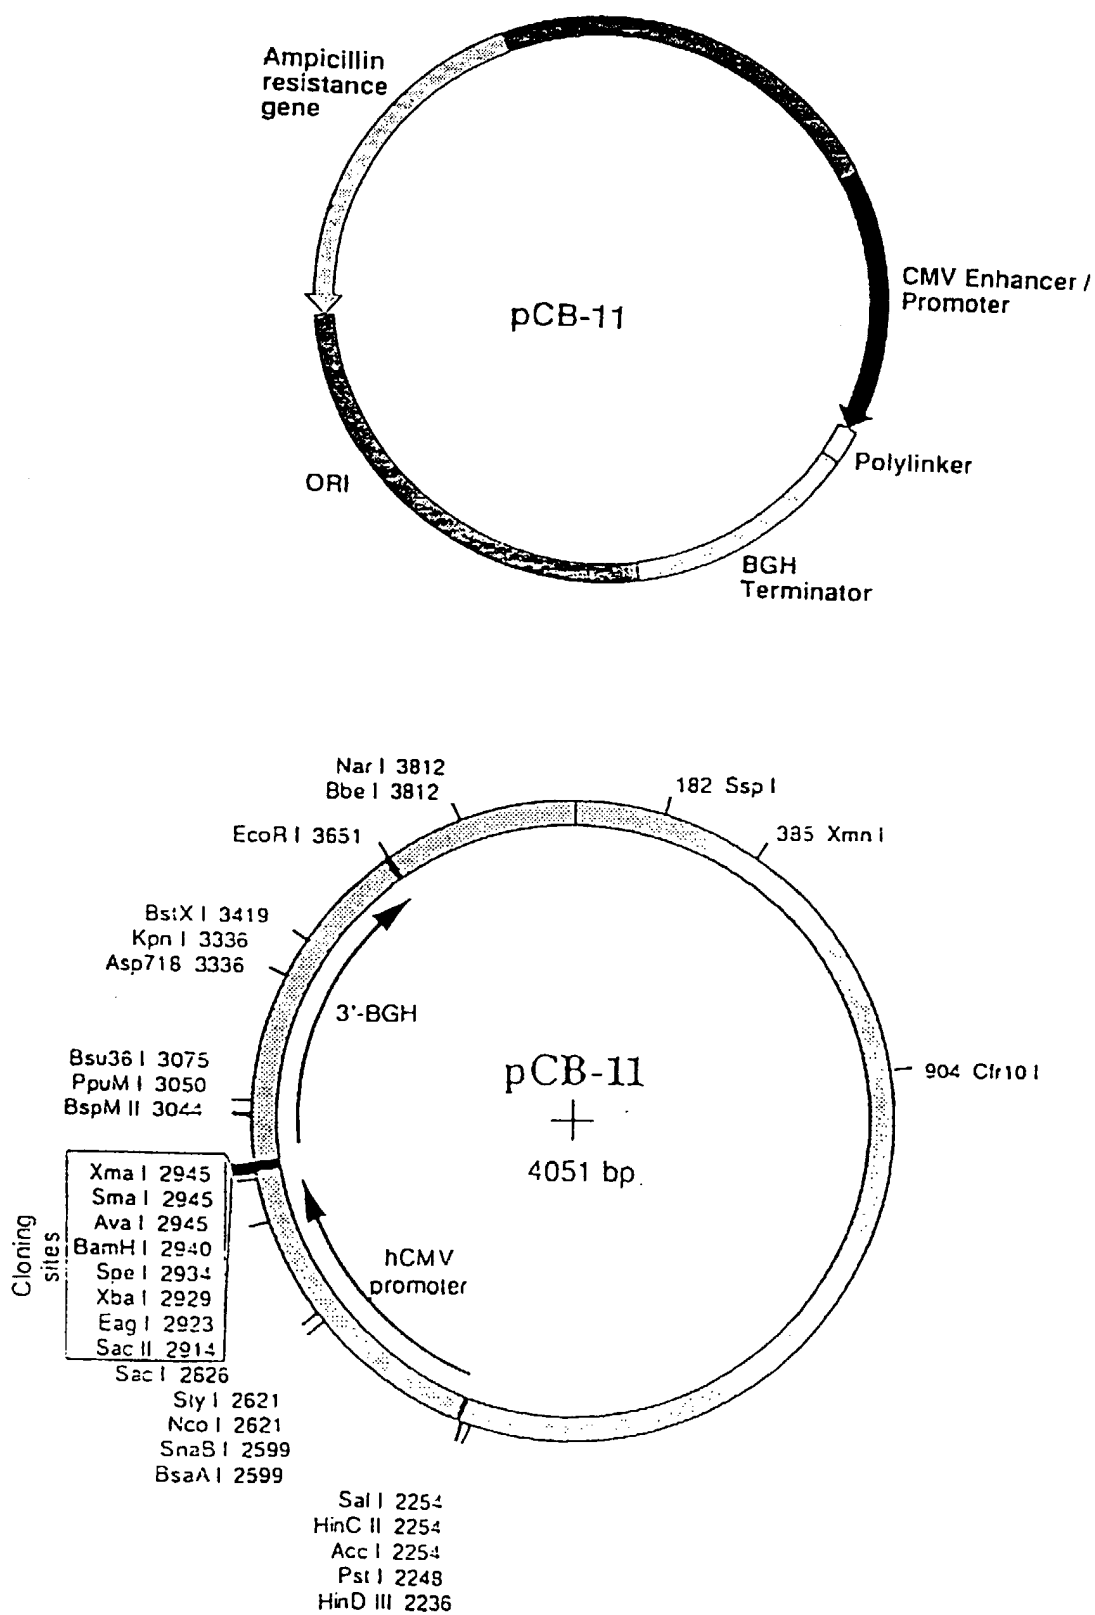 Ampicillin
resistance
gene
CMV Enhancer /
Promoter
pCB-11
Polylinker
ORI
BGH
Terminator
Nar I 3812
Bbe I 3812
182 Ssp I
EcoR I 3651
385 Xmn I
BstX I 3419
Kpn I 3336
Asp718 3336
3'-BGH
Bsu36 I 3075
PpuM I 3050
BspM II 3044
pCB-11
904 Cfr10 I
4051 bp.
Cloning
sites
Xma I 2945
Sma I 2945
Ava I 2945
BamH I 2940
Spe I 2934
Xba I 2929
Eag I 2923
Sac II 2914
hCMV
promoter
Sac I 2826
Sty I 2621
Nco I 2621
SnaB I 2599
BsaA I 2599
Sal I 2254
HinC II 2254
Acc I 2254
Pst I 2248
HinD III 2236